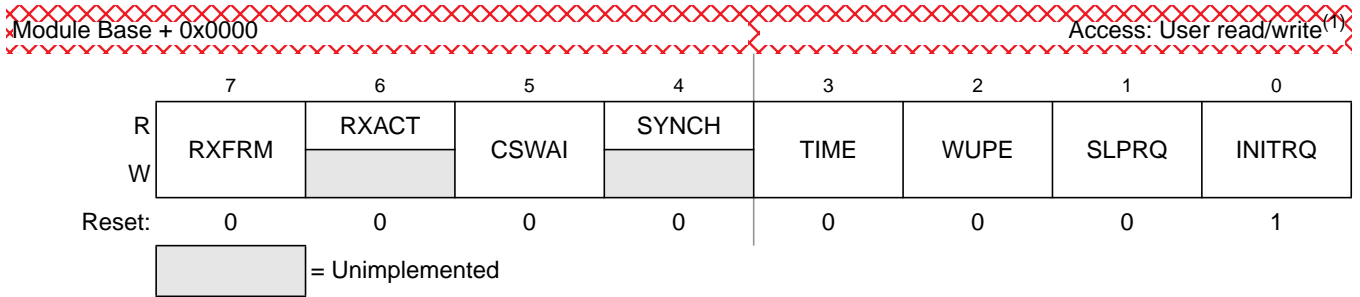 Module Base + 0x0000 Access: User read/write(1)
7 6 5 4 3 2 1 0
R RXFRM RXACT CSWAI SYNCH TIME WUPE SLPRQ INITRQ
W
Reset: 0 0 0 0 0 0 0 1
= Unimplemented